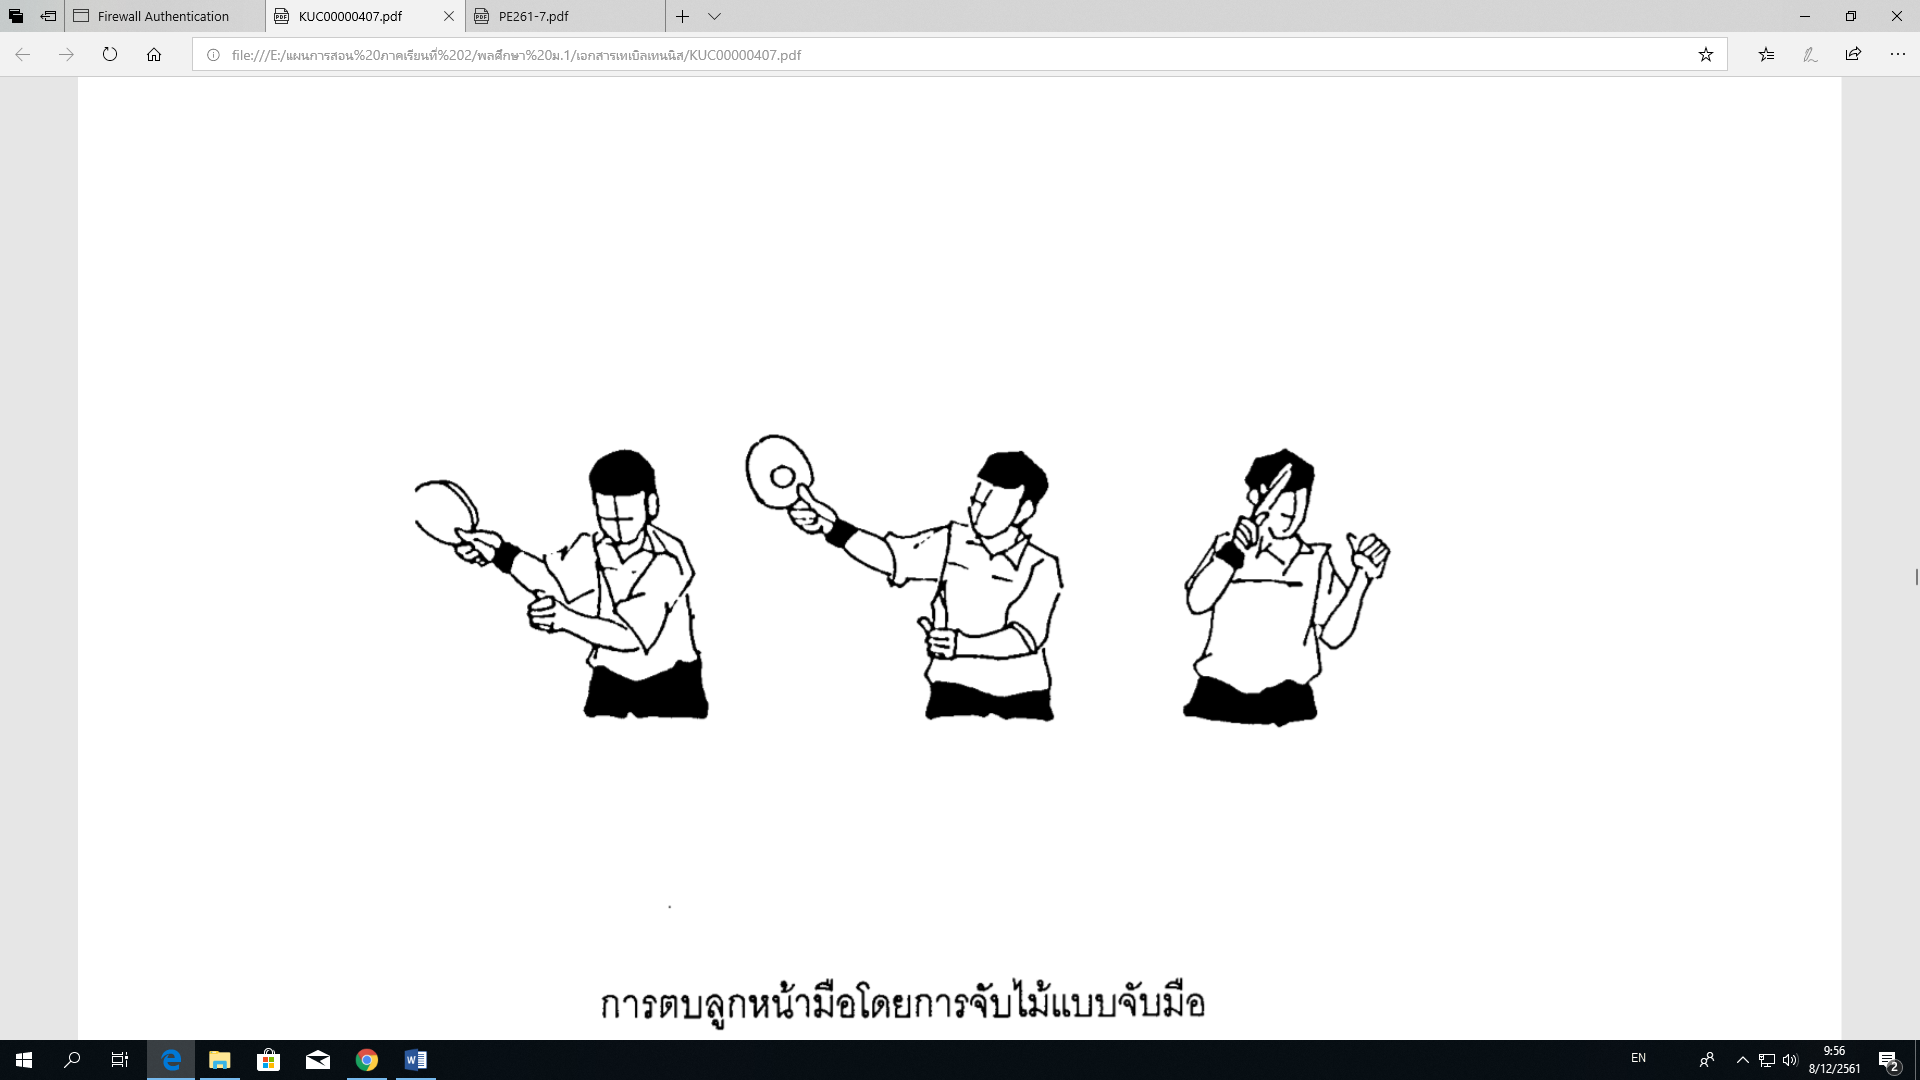 Firewall Authentication
KUC00000407.pdf
PE261-7.pdf
file:///E:/แผนการสอน%20ภาคเรียนที่%202/พลศึกษา%20ม.1/เอกสารเทเบิลเทนนิส/KUC00000407.pdf
การตบลูกหน้ามือโดยการจับไม้แบบจับมือ
EN
9:56
8/12/2561
2